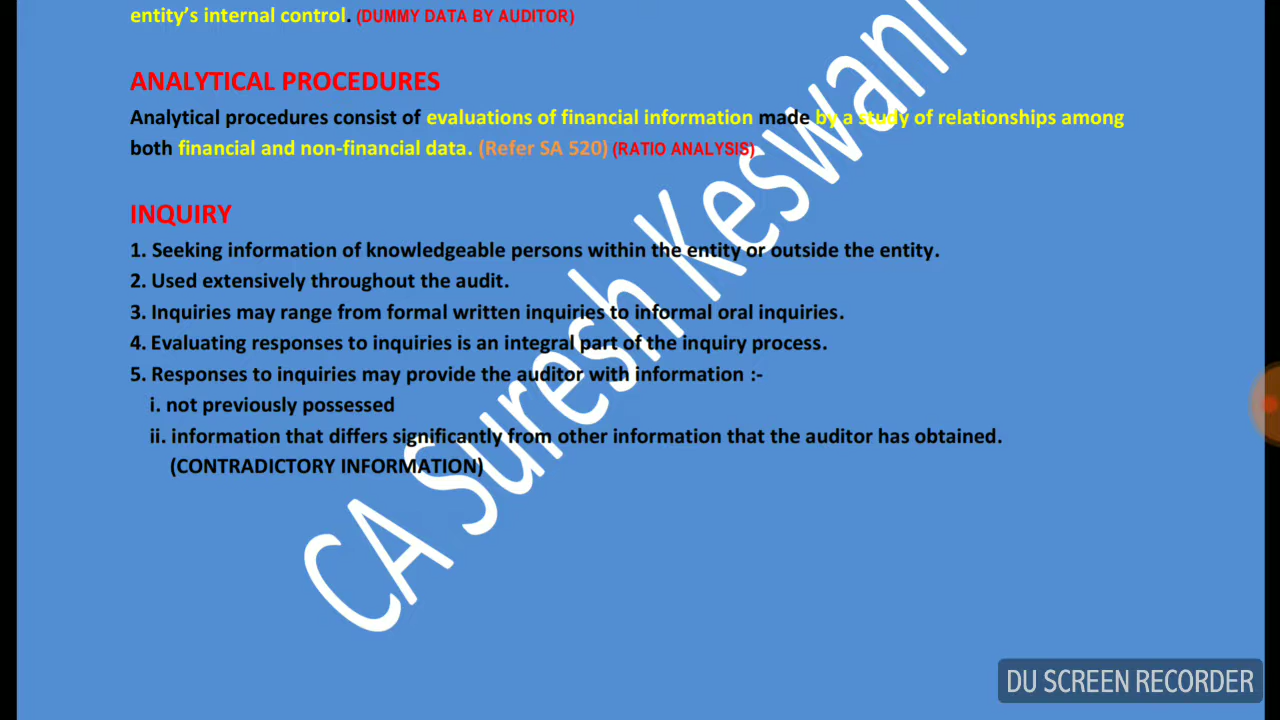 entity's internal control. (DUMMY DATA BY AUDITOR)
ANALYTICAL PROCEDURES
Analytical procedures consist of evaluations of financial information made by a study of relationships among
both financial and non-financial data. (Refer SA 520) (RATIO ANALYSIS)
INQUIRY
1. Seeking information of knowledgeable persons within the entity or outside the entity.
2. Used extensively throughout the audit.
3. Inquiries may range from formal written inquiries to informal oral inquiries.
4. Evaluating responses to inquiries is an integral part of the inquiry process.
5. Responses to inquiries may provide the auditor with information :-
i. not previously possessed
ii. information that differs significantly from other information that the auditor has obtained.
(CONTRADICTORY INFORMATION)
CA Suresh Keswani
DU SCREEN RECORDER